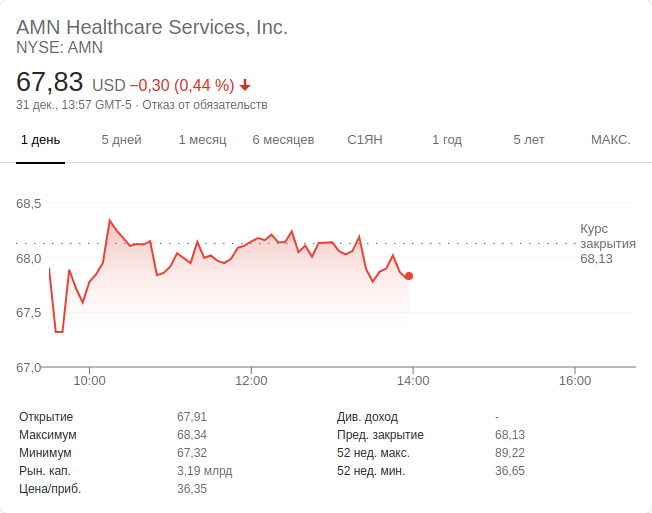 AMN Healthcare Services, Inc.
NYSE: AMN
67,83 USD −0,30 (0,44 %)
31 дек., 13:57 GMT-5 · Отказ от обязательств
1 день 5 дней 1 месяц 6 месяцев С1ЯН 1 год 5 лет МАКС.
68,5
Курс
закрытия
68,13
68,0
67,5
67,0
10:00 12:00 14:00 16:00
Открытие 67,91 Див. доход -
Максимум 68,34 Пред. закрытие 68,13
Минимум 67,32 52 нед. макс. 89,22
Рын. кап. 3,19 млрд 52 нед. мин. 36,65
Цена/приб. 36,35